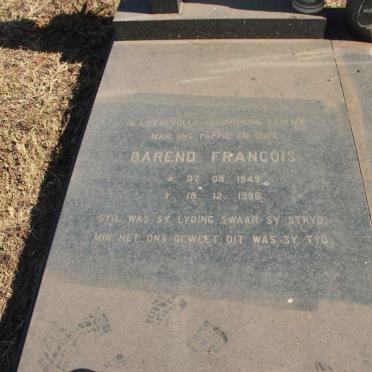 IN LIEFDEVOLLE HERINNERING AAN MY
MAN, ONS PAPPIE EN OUPA
BAREND FRANCOIS
* 07. 08. 1949
† 18. 12. 1996
STIL WAS SY LYDING SWAAR SY STRYD,
MIN HET ONS GEWEET, DIT WAS SY TYD